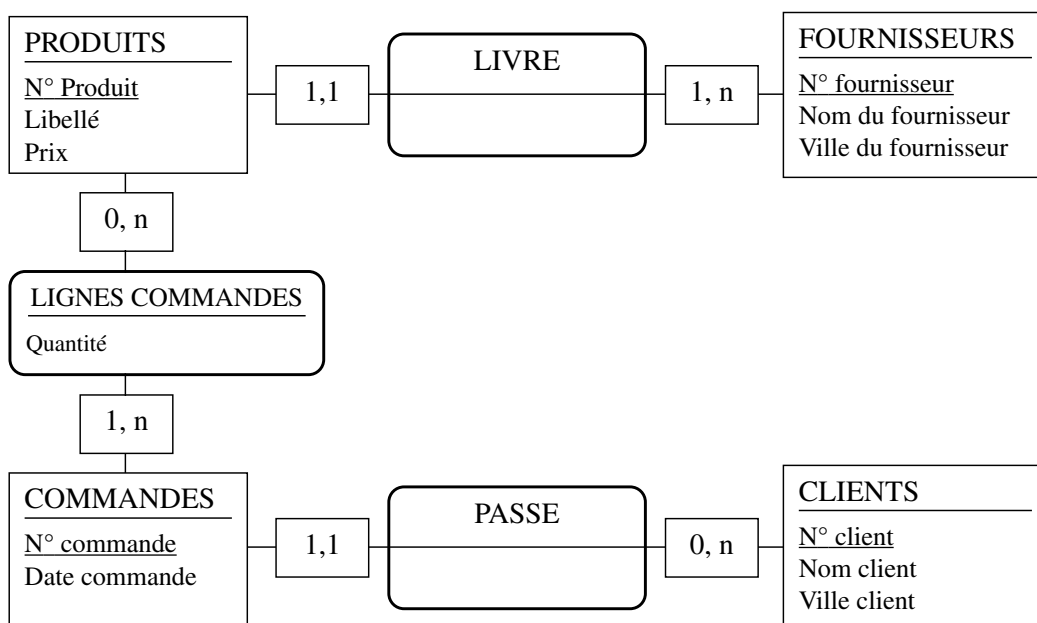 PRODUITS
N° Produit
Libellé
Prix
1,1
LIVRE
1, n
FOURNISSEURS
N° fournisseur
Nom du fournisseur
Ville du fournisseur
0, n
LIGNES COMMANDES
Quantité
1, n
COMMANDES
N° commande
Date commande
1,1
PASSE
0, n
CLIENTS
N° client
Nom client
Ville client